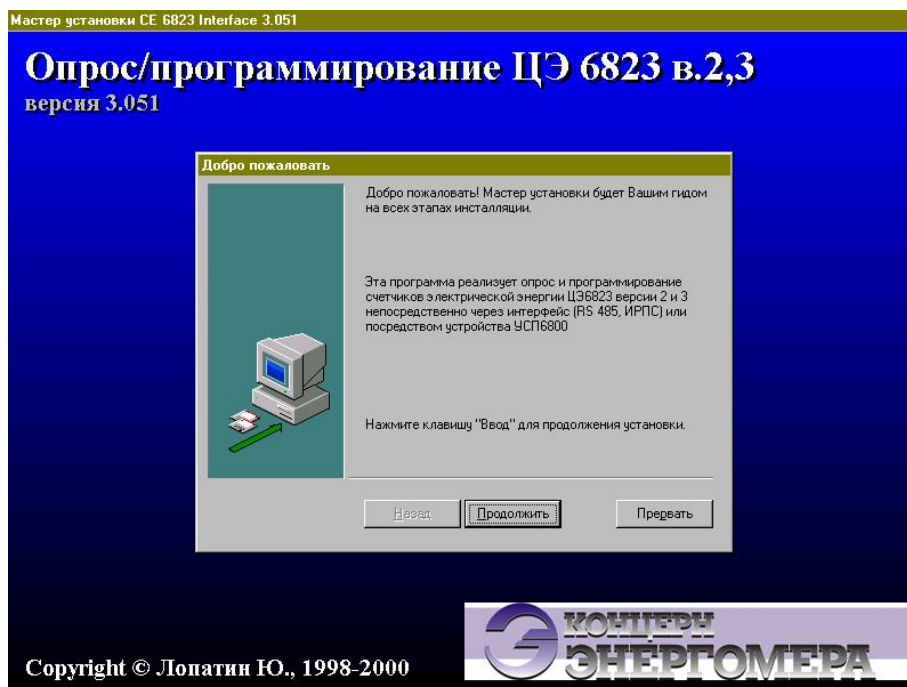 Мастер установки CE 6823 Interface 3.051
Опрос/программирование ЦЭ 6823 в.2,3
версия 3.051
Добро пожаловать
Добро пожаловать! Мастер установки будет Вашим гидом
на всех этапах инсталляции.
Эта программа реализует опрос и программирование
счетчиков электрической энергии ЦЭ6823 версии 2 и 3
непосредственно через интерфейс (RS 485, ИРПС) или
посредством устройства УСП6800
Нажмите клавишу "Ввод" для продолжения установки.
Назад
Продолжить
Прервать
КОНЦЕРН
ЭНЕРГОМЕРА
Copyright © Лопатин Ю., 1998-2000